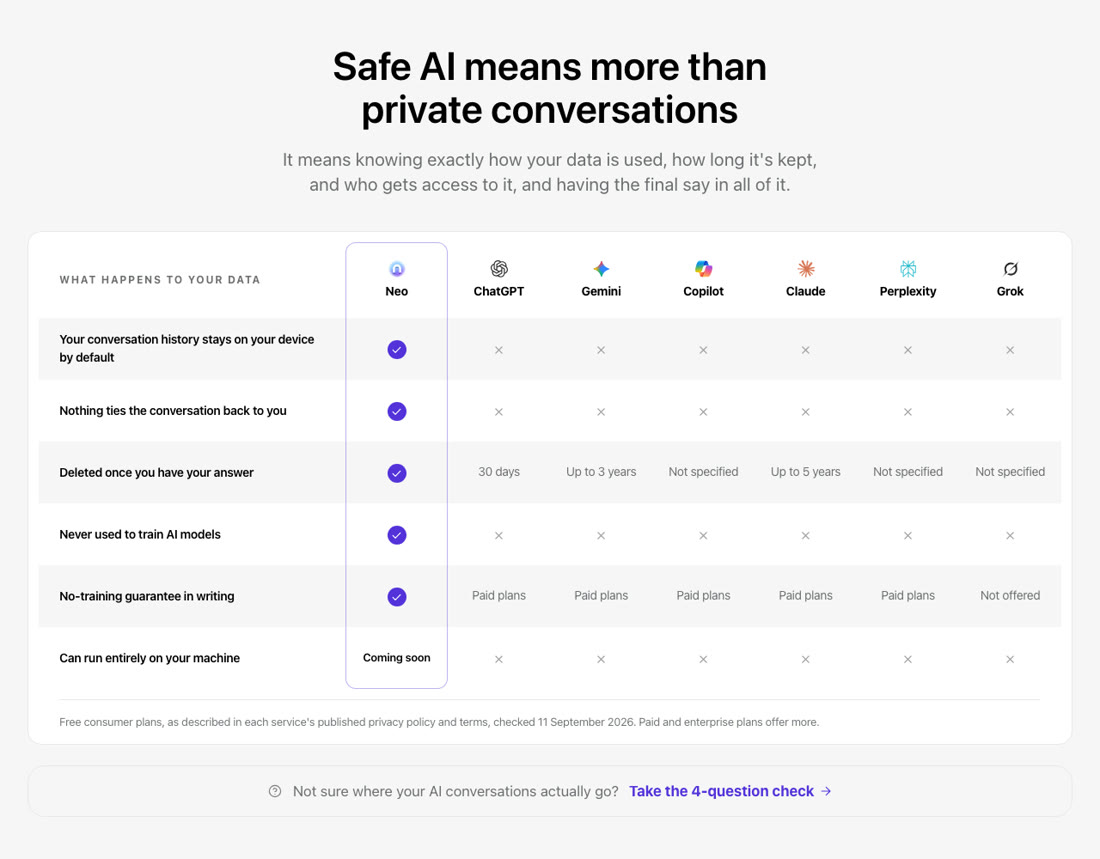 Safe AI means more than
private conversations
It means knowing exactly how your data is used, how long it's kept,
and who gets access to it, and having the final say in all of it.
WHAT HAPPENS TO YOUR DATA
Neo
ChatGPT
Gemini
Copilot
Claude
Perplexity
Grok
Your conversation history stays on your device
by default
Nothing ties the conversation back to you
Deleted once you have your answer
30 days
Up to 3 years
Not specified
Up to 5 years
Not specified
Not specified
Never used to train AI models
No-training guarantee in writing
Paid plans
Paid plans
Paid plans
Paid plans
Paid plans
Not offered
Can run entirely on your machine
Coming soon
Free consumer plans, as described in each service's published privacy policy and terms, checked 11 September 2026. Paid and enterprise plans offer more.
Not sure where your AI conversations actually go? Take the 4-question check →